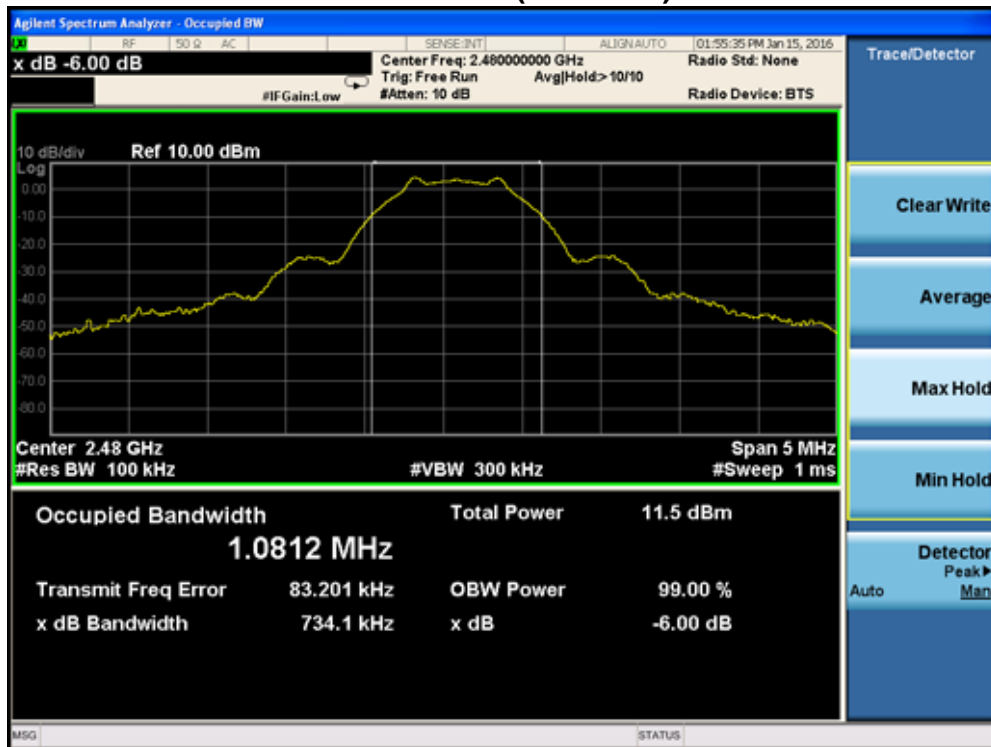 Agilent Spectrum Analyzer - Occupied BW
RF 50 Ω AC SENSE:INT ALIGN AUTO 01:55:35 PM Jan 15, 2016
x dB -6.00 dB
Center Freq: 2.480000000 GHz
Radio Std: None
Trig: Free Run Avg|Hold:>10/10
#IFGain:Low
#Atten: 10 dB
Radio Device: BTS
Trace/Detector
10 dB/div Ref 10.00 dBm
Log
0.00
-10.0
-20.0
-30.0
-40.0
-50.0
-60.0
-70.0
-80.0
Center 2.48 GHz Span 5 MHz
#Res BW 100 kHz #VBW 300 kHz #Sweep 1 ms
Occupied Bandwidth Total Power 11.5 dBm
1.0812 MHz
Transmit Freq Error 83.201 kHz OBW Power 99.00 %
x dB Bandwidth 734.1 kHz x dB -6.00 dB
Clear Write
Average
Max Hold
Min Hold
Detector
Peak▶
Auto Man
MSG STATUS